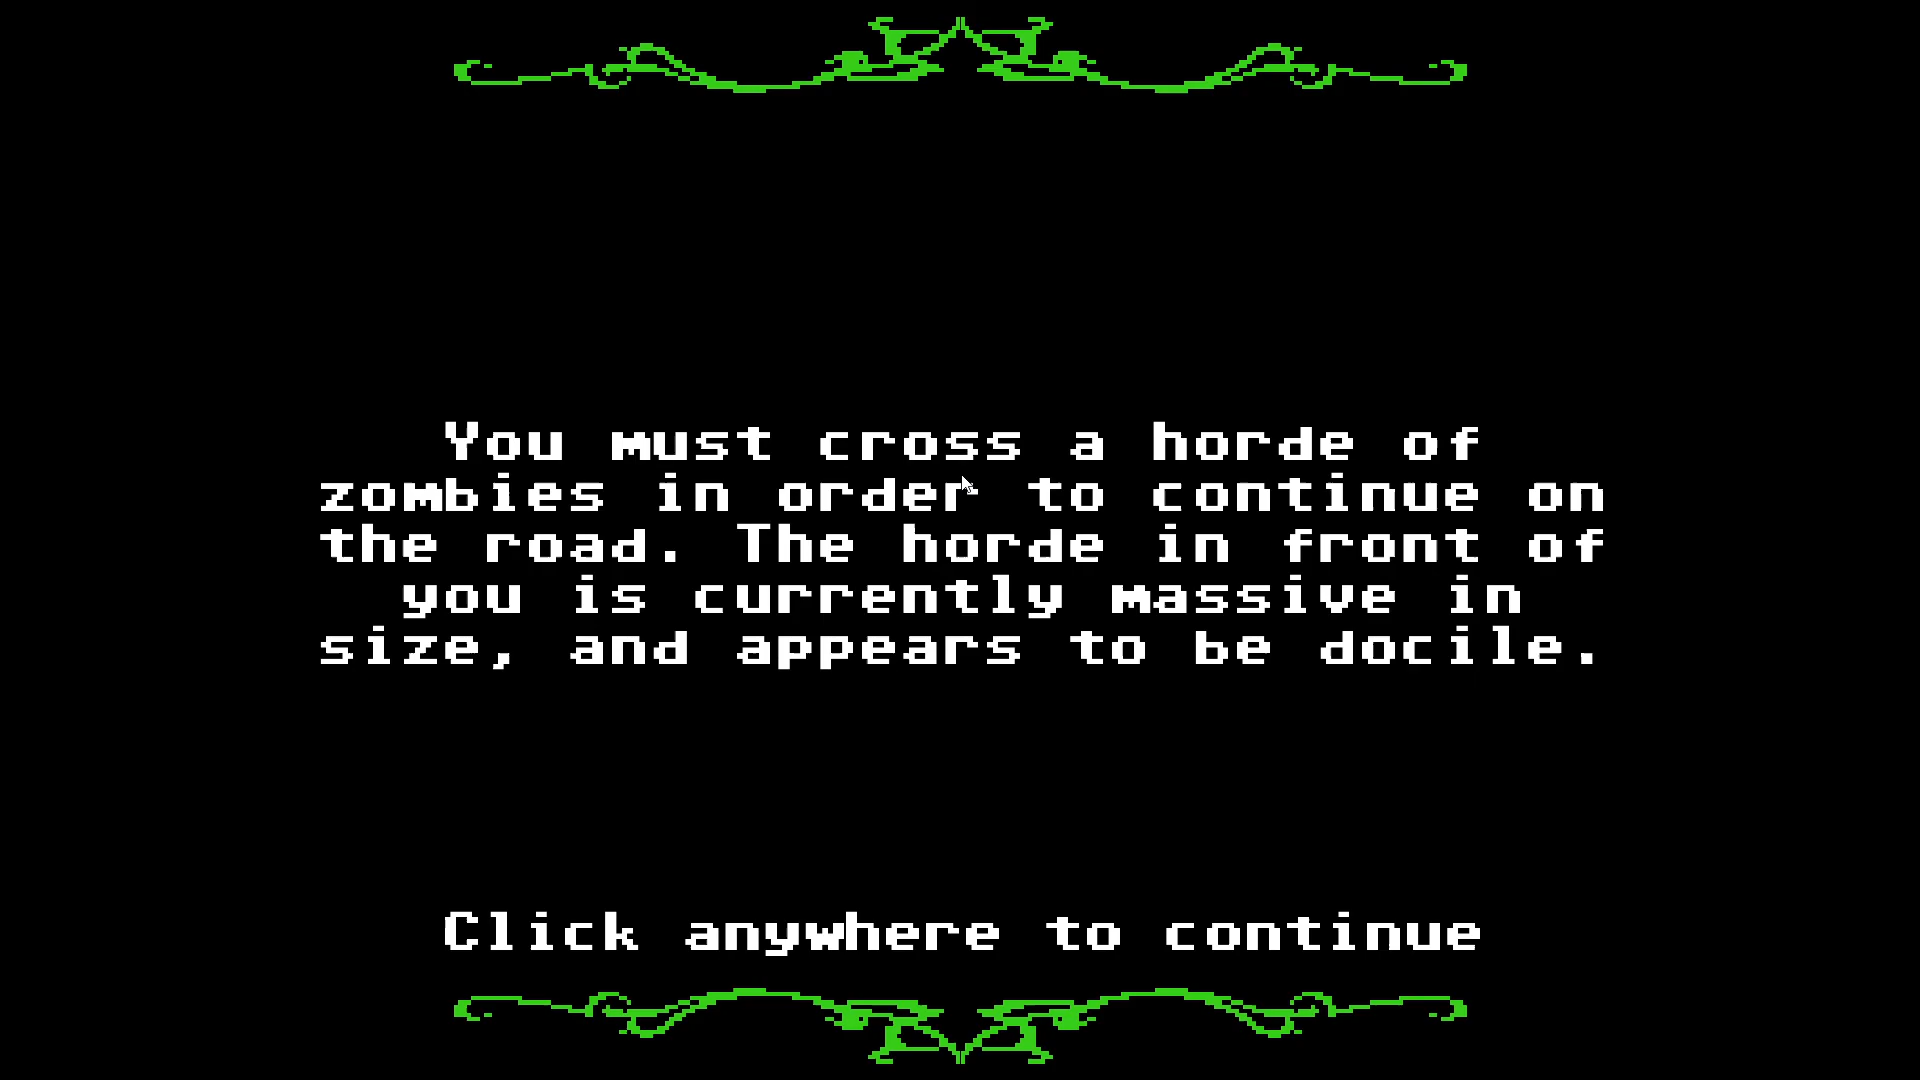 You must cross a horde of
zombies in order to continue on
the road. The horde in front of
you is currently massive in
size, and appears to be docile.
Click anywhere to continue